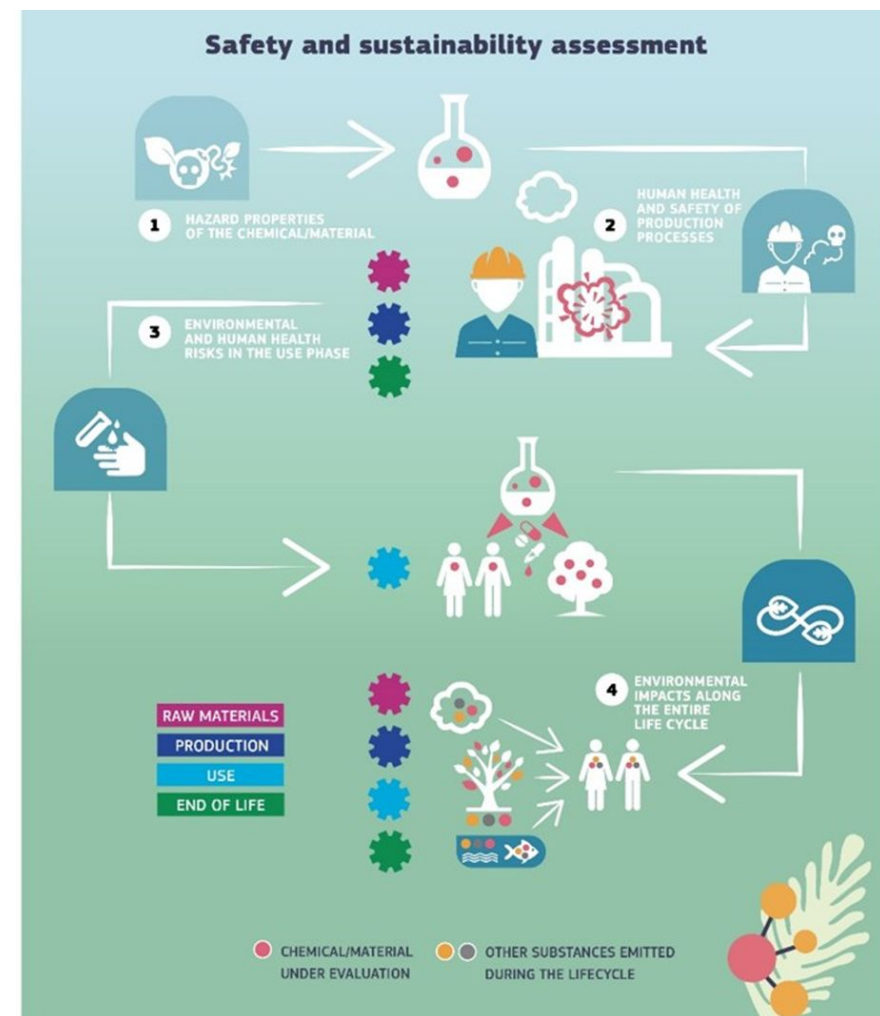 Safety and sustainability assessment
1
HAZARD PROPERTIES
OF THE CHEMICAL/MATERIAL
2
HUMAN HEALTH
AND SAFETY OF
PRODUCTION
PROCESSES
3
ENVIRONMENTAL
AND HUMAN HEALTH
RISKS IN THE USE PHASE
4
ENVIRONMENTAL
IMPACTS ALONG
THE ENTIRE
LIFE CYCLE
RAW MATERIALS
PRODUCTION
USE
END OF LIFE
CHEMICAL/MATERIAL
UNDER EVALUATION
OTHER SUBSTANCES EMITTED
DURING THE LIFECYCLE